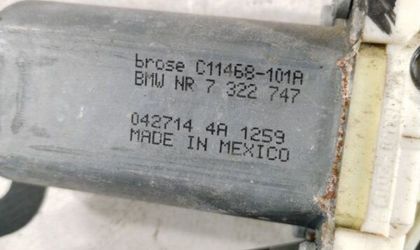 brose C11468-101A
BMW NR 7 322 747
042714 4A 1259
MADE IN MEXICO